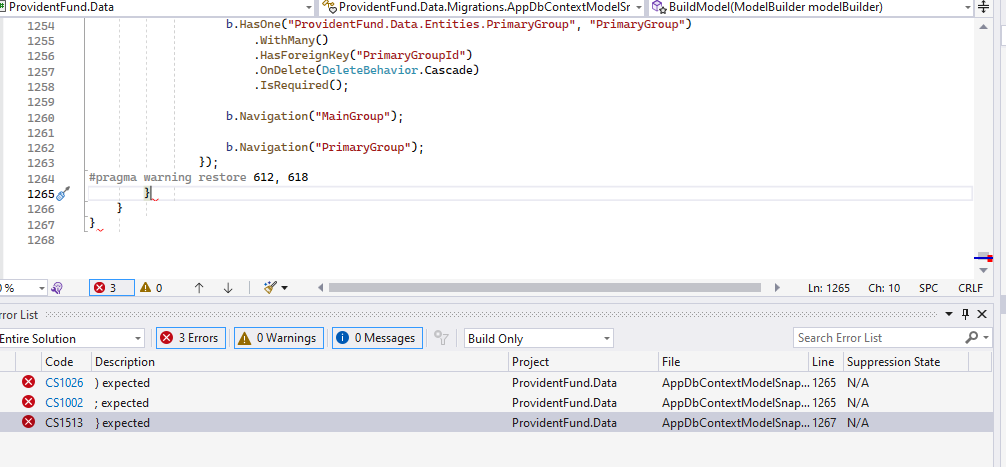 ProvidentFund.Data ProvidentFund.Data.Migrations.AppDbContextModelSr BuildModel(ModelBuilder modelBuilder)
1254 b.HasOne("ProvidentFund.Data.Entities.PrimaryGroup", "PrimaryGroup")
1255 .WithMany()
1256 .HasForeignKey("PrimaryGroupId")
1257 .OnDelete(DeleteBehavior.Cascade)
1258 .IsRequired();
1259
1260 b.Navigation("MainGroup");
1261
1262 b.Navigation("PrimaryGroup");
1263 });
1264 #pragma warning restore 612, 618
1265 }
1266 }
1267 }
1268
0 % 3 0 Ln: 1265 Ch: 10 SPC CRLF
rror List
Entire Solution 3 Errors 0 Warnings 0 Messages Build Only Search Error List
Code Description Project File Line Suppression State
CS1026 ) expected ProvidentFund.Data AppDbContextModelSnap... 1265 N/A
CS1002 ; expected ProvidentFund.Data AppDbContextModelSnap... 1265 N/A
CS1513 } expected ProvidentFund.Data AppDbContextModelSnap... 1267 N/A